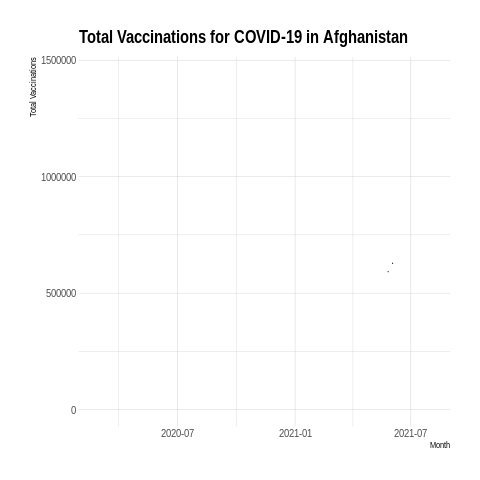 Total Vaccinations for COVID-19 in Afghanistan
Total Vaccinations
1500000
1000000
500000
0
2020-07
2021-01
2021-07
Month